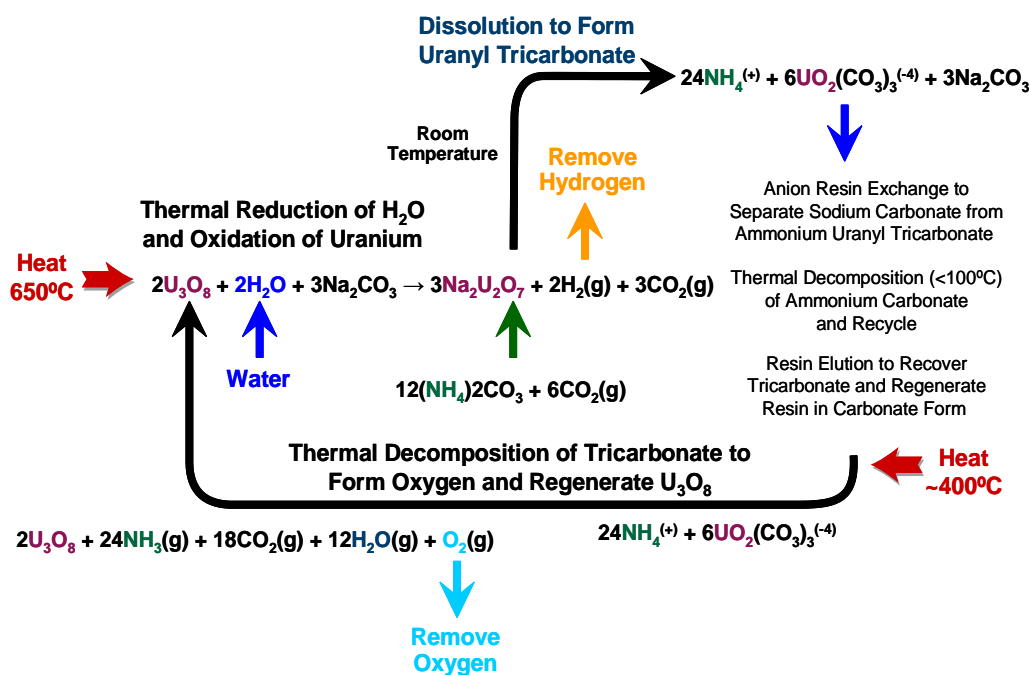 Dissolution to Form
Uranyl Tricarbonate
24NH₄⁽⁺⁾ + 6UO₂(CO₃)₃⁽⁻⁴⁾ + 3Na₂CO₃
Room
Temperature
Remove
Hydrogen
Anion Resin Exchange to
Separate Sodium Carbonate from
Ammonium Uranyl Tricarbonate
Thermal Reduction of H₂O
and Oxidation of Uranium
Heat
650ºC
2U₃O₈ + 2H₂O + 3Na₂CO₃ → 3Na₂U₂O₇ + 2H₂(g) + 3CO₂(g)
Thermal Decomposition (<100ºC)
of Ammonium Carbonate
and Recycle
Water
12(NH₄)2CO₃ + 6CO₂(g)
Resin Elution to Recover
Tricarbonate and Regenerate
Resin in Carbonate Form
Thermal Decomposition of Tricarbonate to
Form Oxygen and Regenerate U₃O₈
Heat
~400ºC
2U₃O₈ + 24NH₃(g) + 18CO₂(g) + 12H₂O(g) + O₂(g)
24NH₄⁽⁺⁾ + 6UO₂(CO₃)₃⁽⁻⁴⁾
Remove
Oxygen